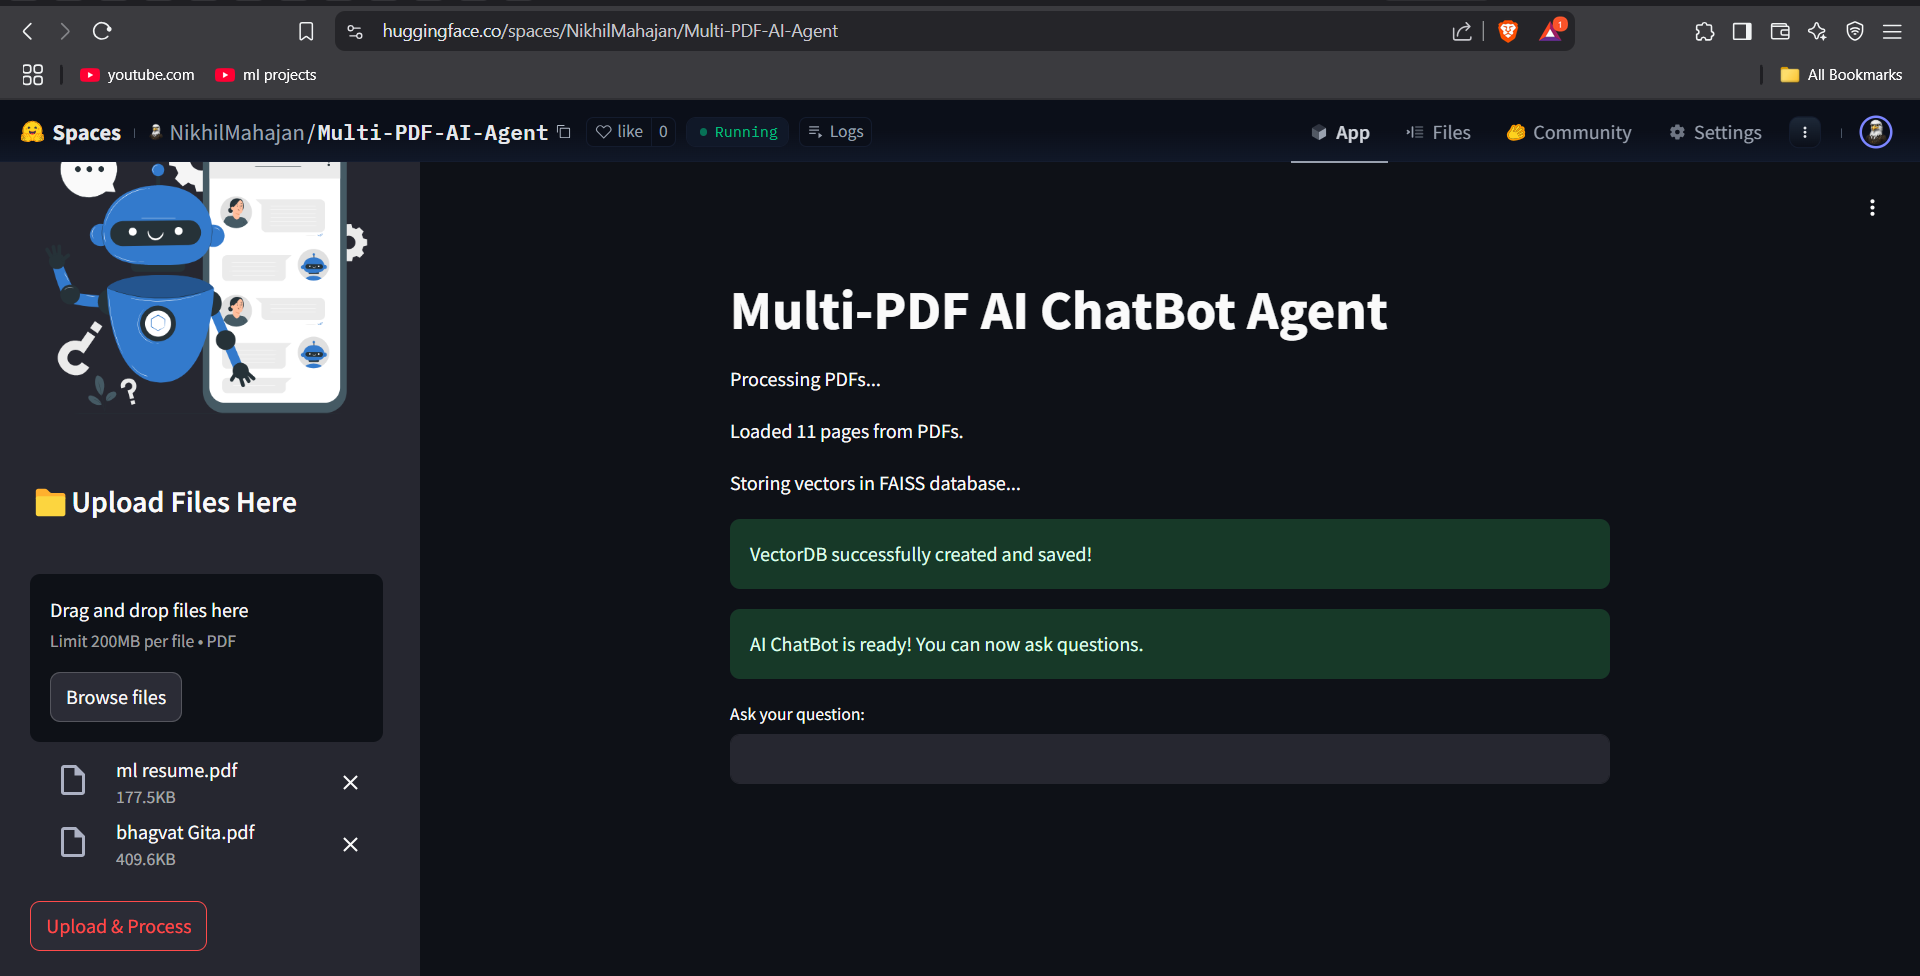 huggingface.co/spaces/NikhilMahajan/Multi-PDF-AI-Agent
1
youtube.com
ml projects
All Bookmarks
Spaces
NikhilMahajan/Multi-PDF-AI-Agent
like
0
Running
Logs
App
Files
Community
Settings
Upload Files Here
Drag and drop files here
Limit 200MB per file • PDF
Browse files
ml resume.pdf
177.5KB
bhagvat Gita.pdf
409.6KB
Upload & Process
Multi-PDF AI ChatBot Agent
Processing PDFs...
Loaded 11 pages from PDFs.
Storing vectors in FAISS database...
VectorDB successfully created and saved!
AI ChatBot is ready! You can now ask questions.
Ask your question: